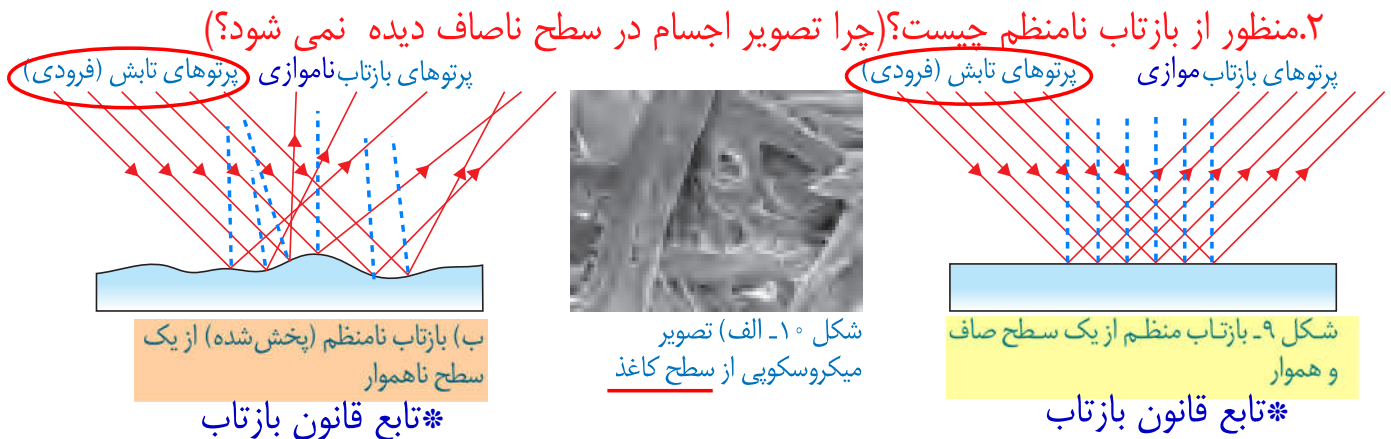 ۲.منظور از بازتاب نامنظم چیست؟(چرا تصویر اجسام در سطح ناصاف دیده نمی شود؟)
پرتوهای تابش (فرودی)
پرتوهای بازتاب موازی
شکل ۹ـ بازتاب منظم از یک سطح صاف
و هموار
*تابع قانون بازتاب
شکل ۱۰ـ الف) تصویر
میکروسکوپی از سطح کاغذ
پرتوهای تابش (فرودی)
پرتوهای بازتاب ناموازی
ب) بازتاب نامنظم (پخش‌شده) از یک
سطح ناهموار
*تابع قانون بازتاب